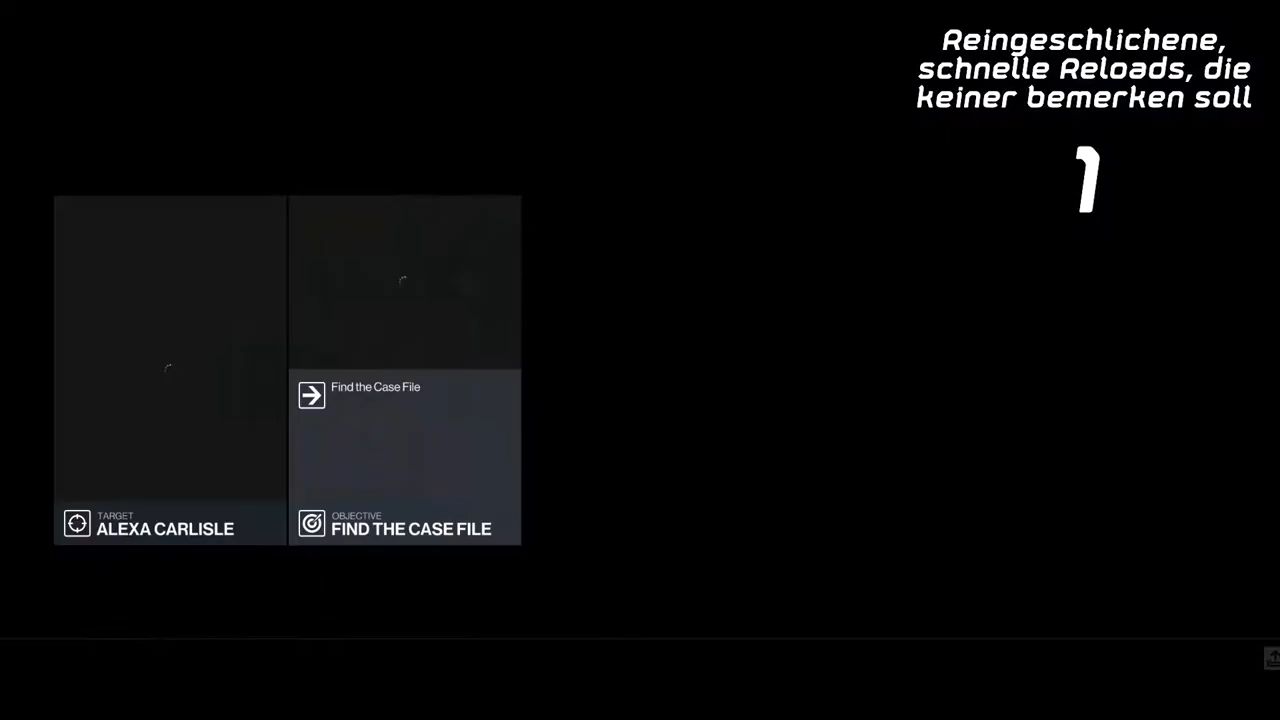 Reingeschlichene,
schnelle Reloads, die
keiner bemerken soll
1
Find the Case File
TARGET
ALEXA CARLISLE
OBJECTIVE
FIND THE CASE FILE